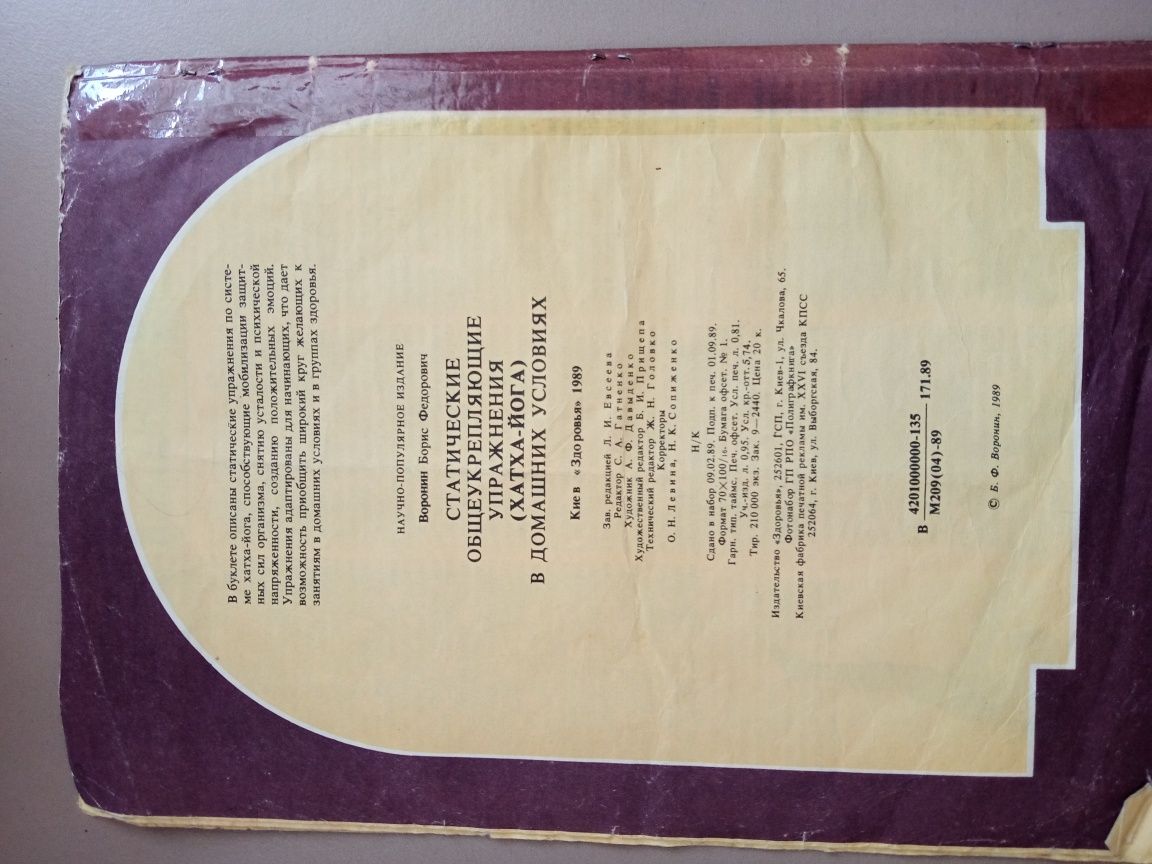 В буклете описаны статические упражнения по систе-
ме хатха-йога, способствующие мобилизации защит-
ных сил организма, снятию усталости и психической
напряженности, созданию положительных эмоций.
Упражнения адаптированы для начинающих, что дает
возможность приобщить широкий круг желающих к
занятиям в домашних условиях и в группах здоровья.
НАУЧНО-ПОПУЛЯРНОЕ ИЗДАНИЕ
Воронин Борис Федорович
СТАТИЧЕСКИЕ
ОБЩЕУКРЕПЛЯЮЩИЕ
УПРАЖНЕНИЯ
(ХАТХА-ЙОГА)
В ДОМАШНИХ УСЛОВИЯХ
Киев «Здоровья» 1989
Зав. редакцией Л. И. Евсеева
Редактор С. А. Гатненко
Художник А. Ф. Давыденко
Художественный редактор Б. И. Прищепа
Технический редактор Ж. Н. Головко
Корректоры
О. Н. Левина, Н. К. Сопиженко
Н/К
Сдано в набор 09.02.89. Подп. к печ. 01.09.89.
Формат 70×100/16. Бумага офсет. № 1.
Гарн. тип. таймс. Печ. офсет. Усл. печ. л. 0,81.
Уч.-изд. л. 0,95. Усл. кр.-отт. 5,74.
Тир. 210 000 экз. Зак. 9—2440. Цена 20 к.
Издательство «Здоровья», 252601, ГСП, г. Киев-1, ул. Чкалова, 65.
Фотонабор ГП РПО «Полиграфкнига»
Киевская фабрика печатной рекламы им. XXVI съезда КПСС
252064, г. Киев, ул. Выборгская, 84.
В 4201000000-135 171.89
М209(04)-89
© Б. Ф. Воронин, 1989